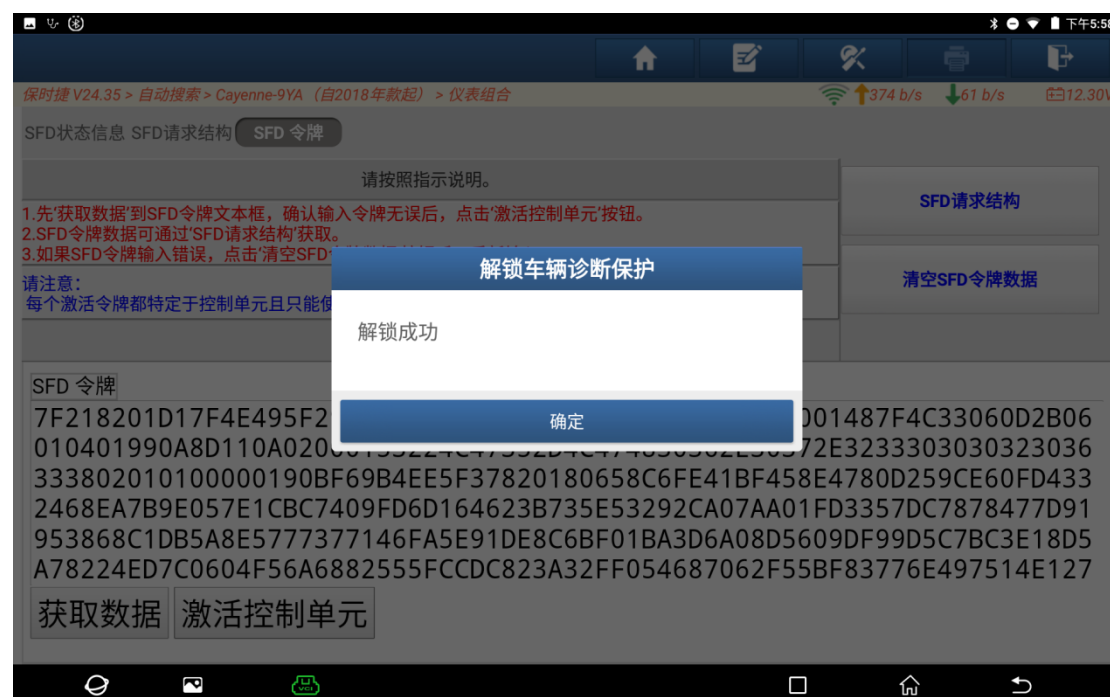 下午5:58
保时捷 V24.35 > 自动搜索 > Cayenne-9YA（自2018年款起）> 仪表组合
374 b/s 61 b/s 12.30V
SFD状态信息 SFD请求结构 SFD 令牌
请按照指示说明。
SFD请求结构
1.先'获取数据'到SFD令牌文本框，确认输入令牌无误后，点击'激活控制单元'按钮。
2.SFD令牌数据可通过'SFD请求结构'获取。
3.如果SFD令牌输入错误，点击'清空SFD
清空SFD令牌数据
请注意：
每个激活令牌都特定于控制单元且只能使
解锁车辆诊断保护
解锁成功
确定
SFD 令牌
7F218201D17F4E495F2 001487F4C33060D2B06
010401990A8D110A020 72E3233303030323036
333802010100000190BF69B4EE5F37820180658C6FE41BF458E4780D259CE60FD433
2468EA7B9E057E1CBC7409FD6D164623B735E53292CA07AA01FD3357DC7878477D91
953868C1DB5A8E5777377146FA5E91DE8C6BF01BA3D6A08D5609DF99D5C7BC3E18D5
A78224ED7C0604F56A6882555FCCDC823A32FF054687062F55BF83776E497514E127
获取数据 激活控制单元
VCI